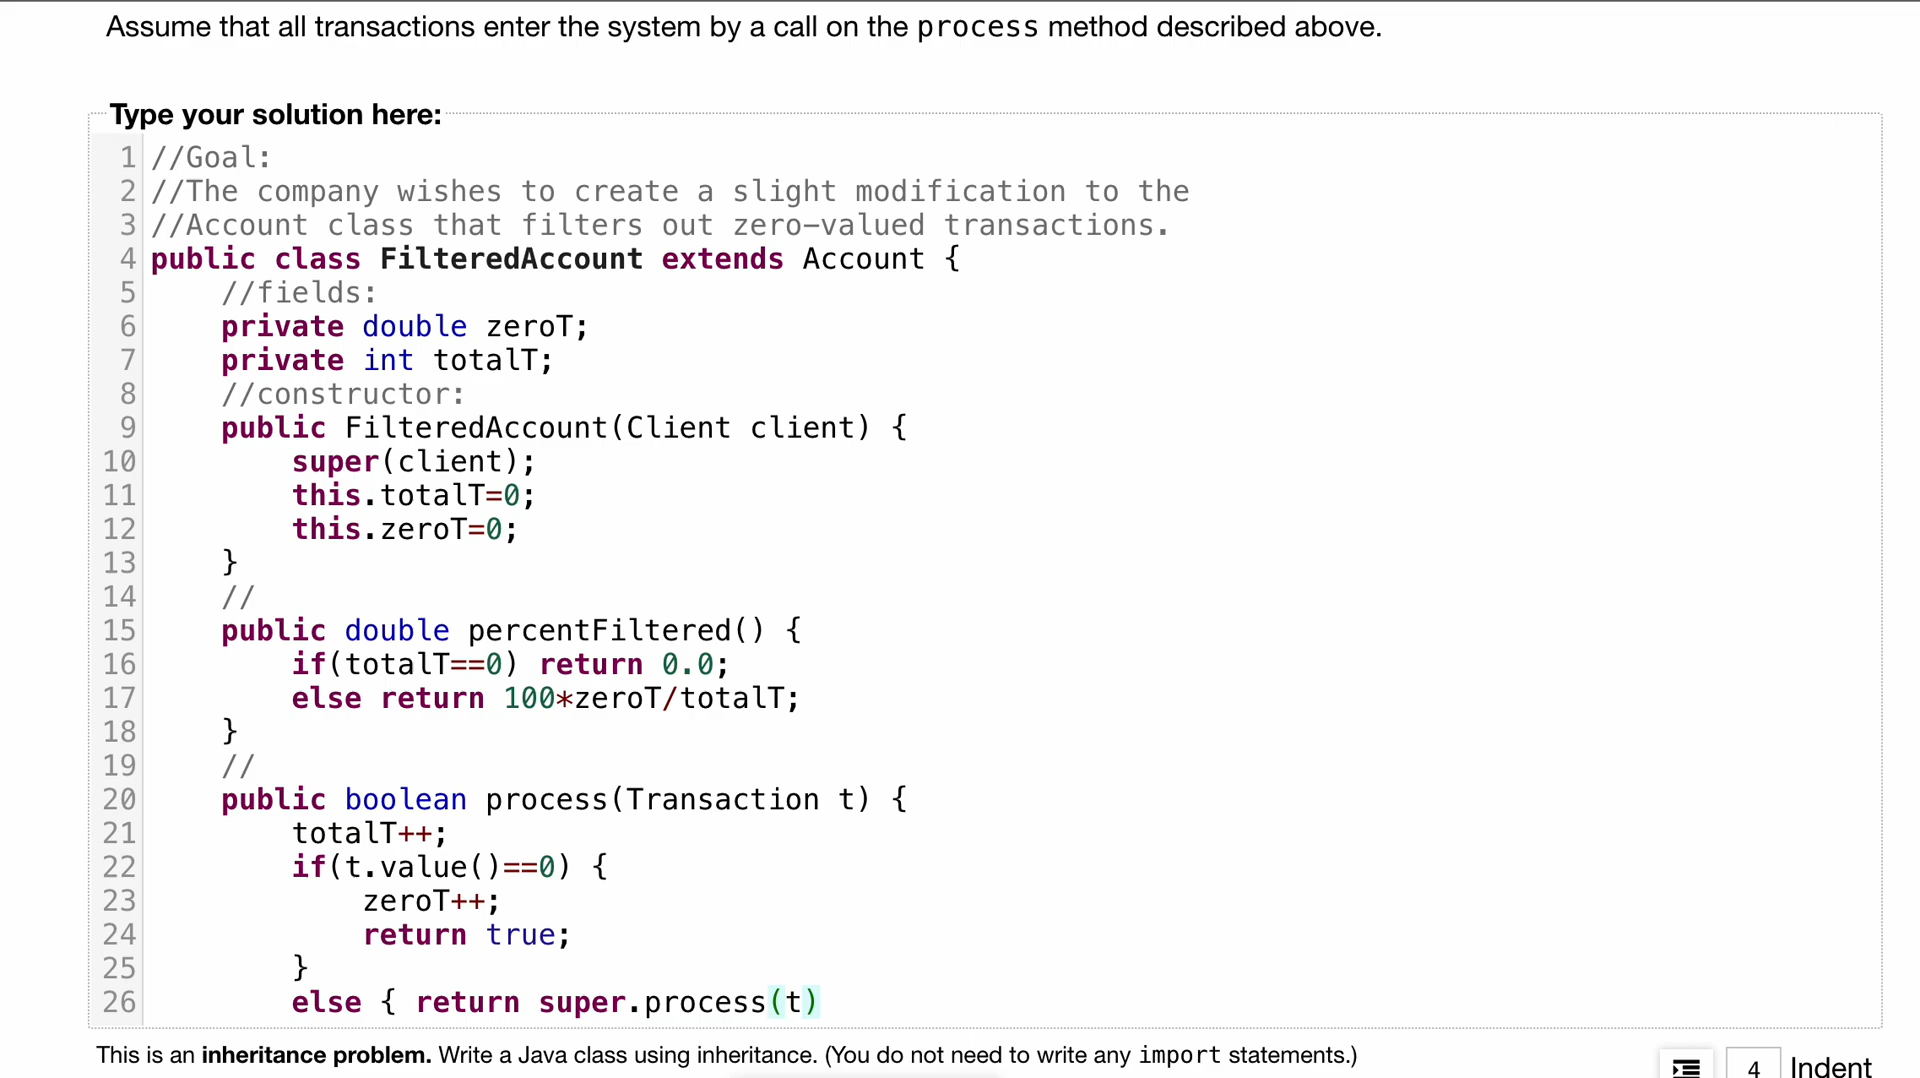 Assume that all transactions enter the system by a call on the process method described above.
Type your solution here:
1 //Goal:
2 //The company wishes to create a slight modification to the
3 //Account class that filters out zero-valued transactions.
4 public class FilteredAccount extends Account {
5 //fields:
6 private double zeroT;
7 private int totalT;
8 //constructor:
9 public FilteredAccount(Client client) {
10 super(client);
11 this.totalT=0;
12 this.zeroT=0;
13 }
14 //
15 public double percentFiltered() {
16 if(totalT==0) return 0.0;
17 else return 100*zeroT/totalT;
18 }
19 //
20 public boolean process(Transaction t) {
21 totalT++;
22 if(t.value()==0) {
23 zeroT++;
24 return true;
25 }
26 else { return super.process(t)
This is an inheritance problem. Write a Java class using inheritance. (You do not need to write any import statements.)
4 Indent